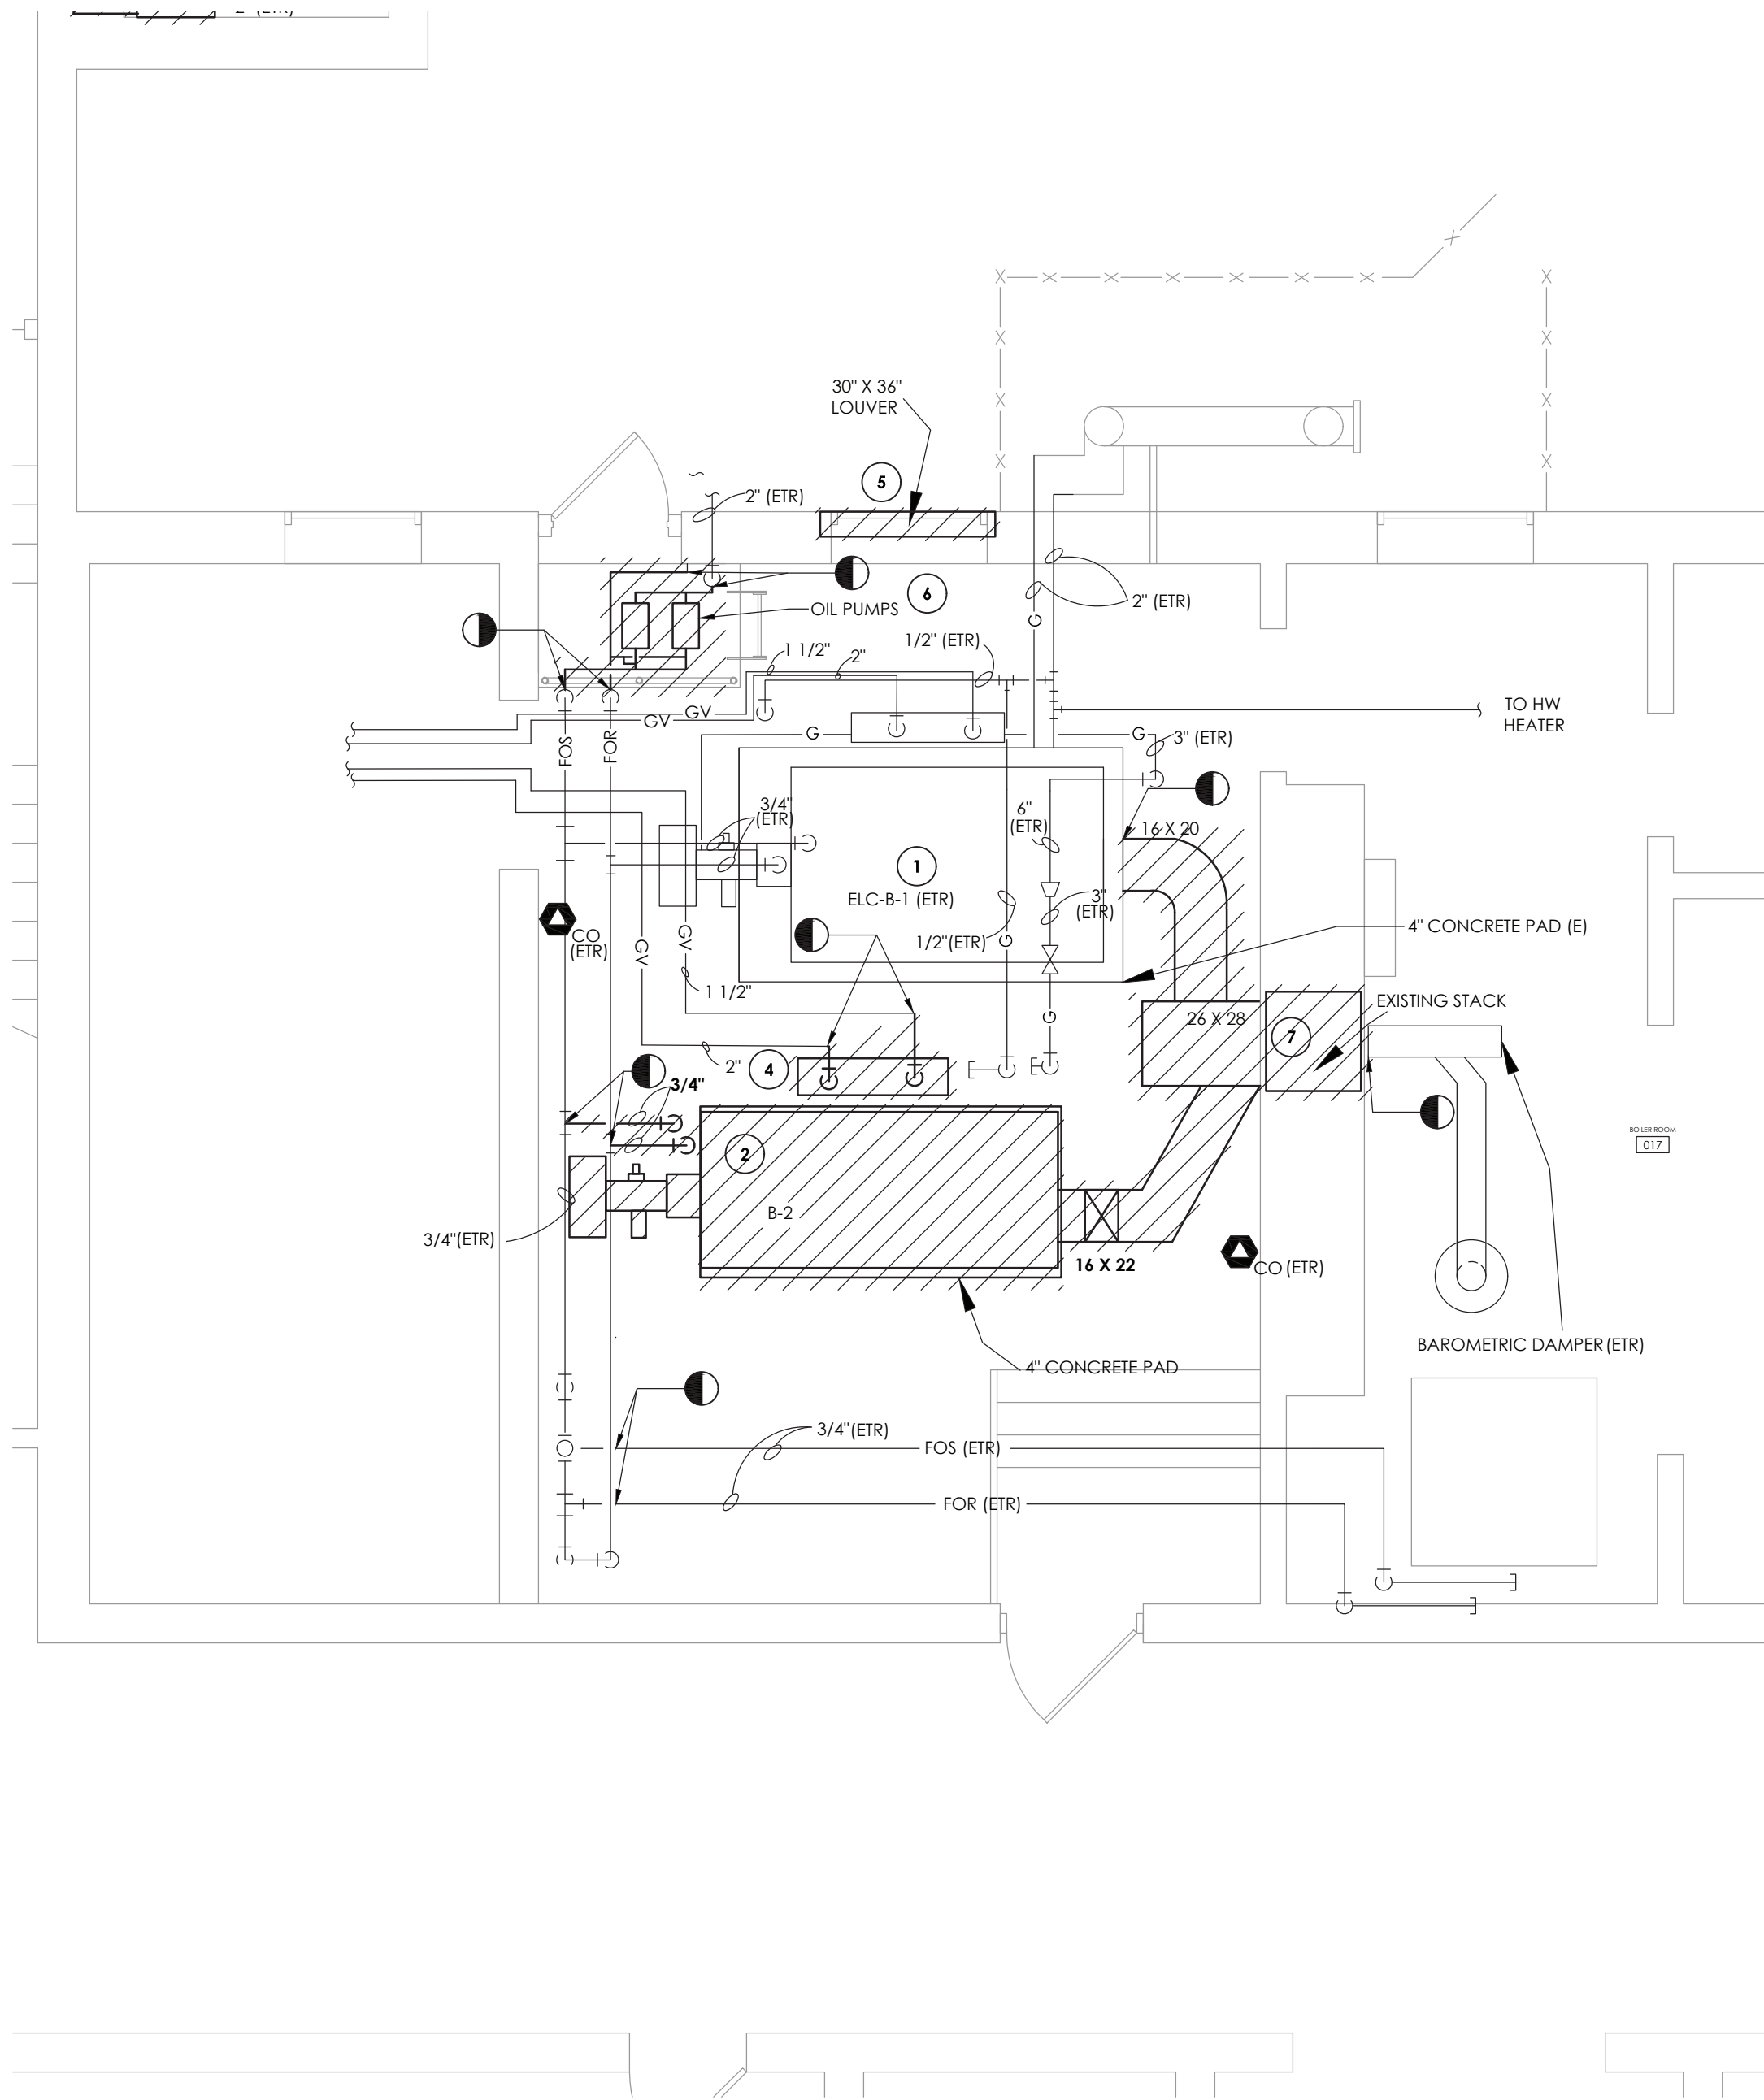 2" (ETR)
30" X 36"
LOUVER
5
2" (ETR)
6
OIL PUMPS
2" (ETR)
G
1 1/2"
2"
1/2" (ETR)
GV
GV
TO HW
HEATER
FOS
FOR
G
G
3" (ETR)
3/4"
(ETR)
6"
(ETR)
16 X 20
1
ELC-B-1 (ETR)
3"
(ETR)
CO
(ETR)
GV
GV
1/2"(ETR)
G
4" CONCRETE PAD (E)
1 1/2"
G
26 X 28
EXISTING STACK
7
2"
4
3/4"
BOILER ROOM
017
2
B-2
3/4"(ETR)
16 X 22
CO (ETR)
BAROMETRIC DAMPER(ETR)
4" CONCRETE PAD
3/4"(ETR)
FOS (ETR)
FOR (ETR)